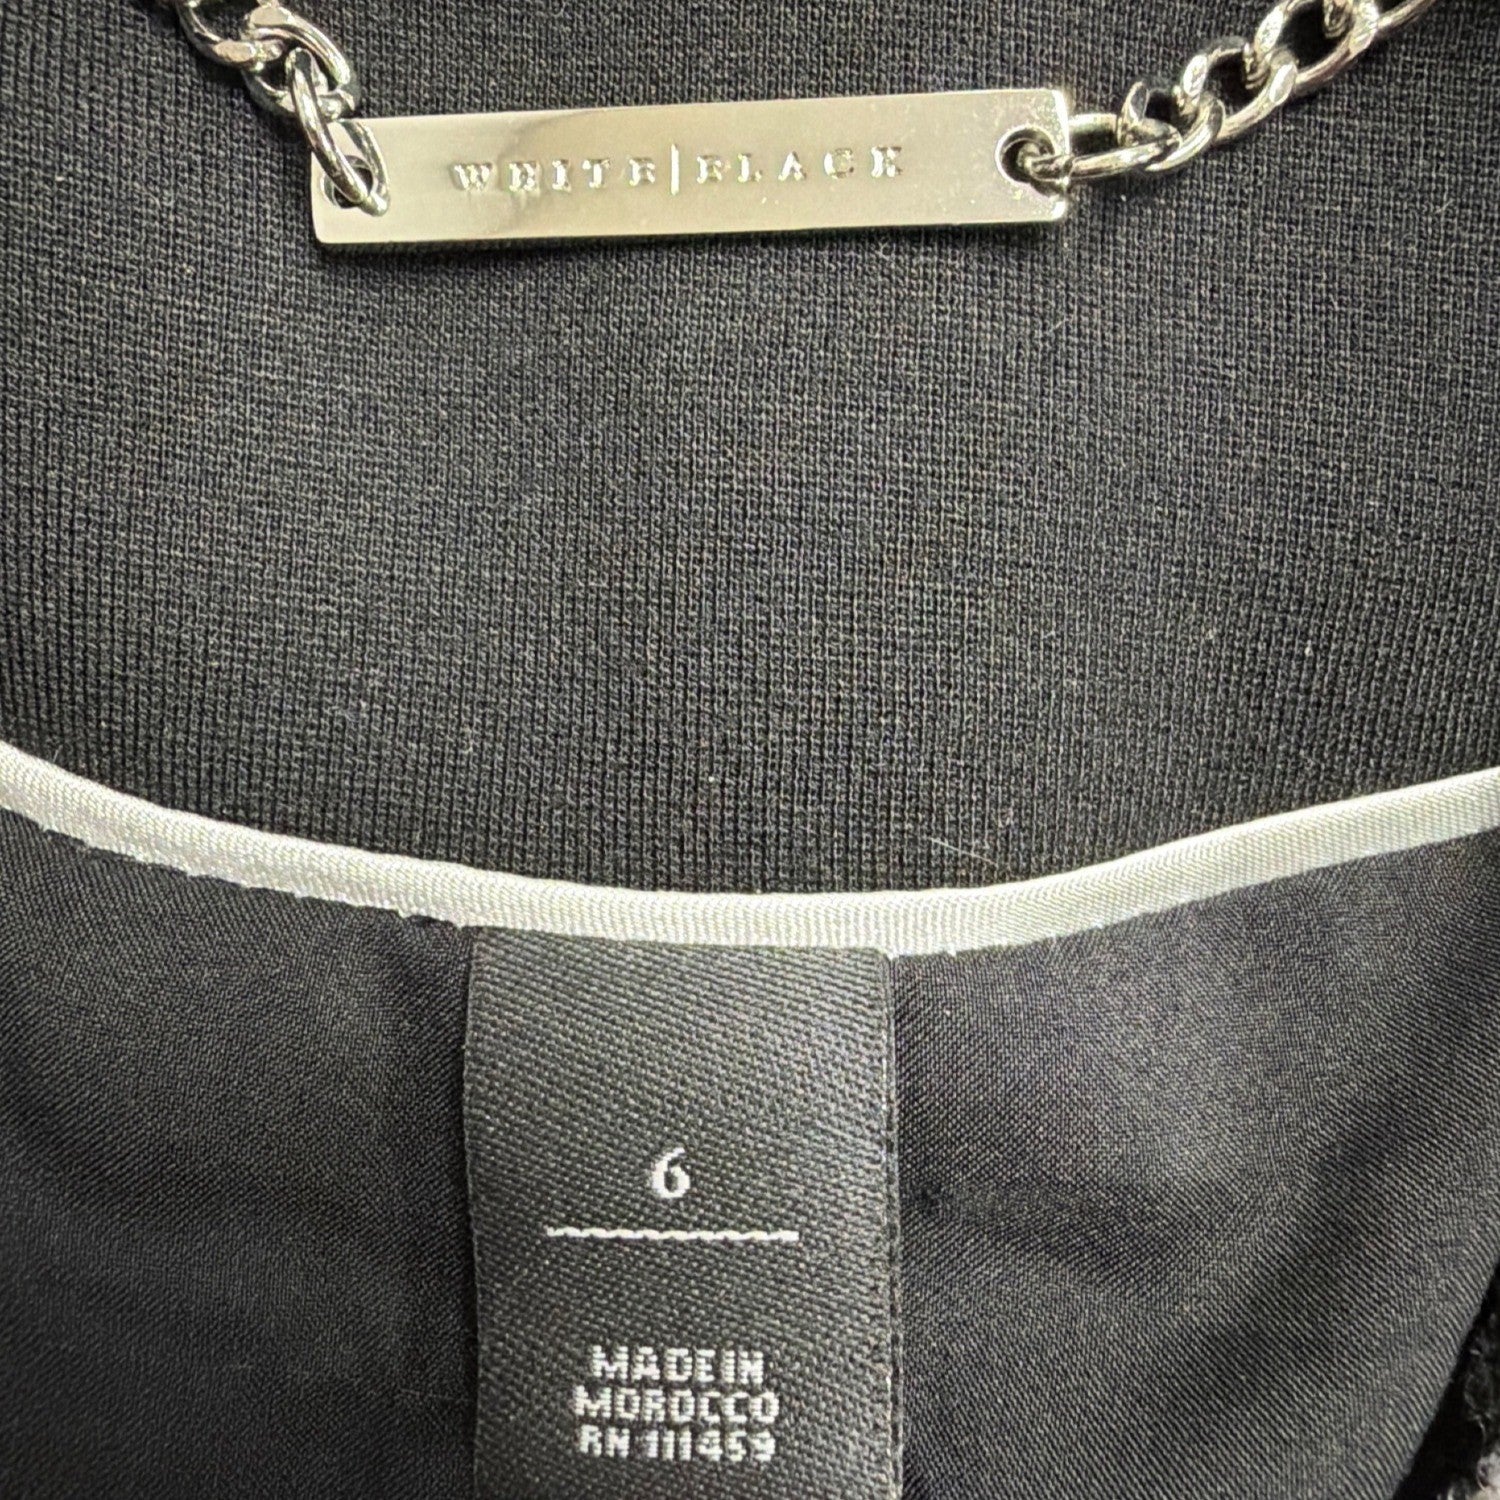 WHITE|BLACK
6
MADE IN
MOROCCO
RN 111459